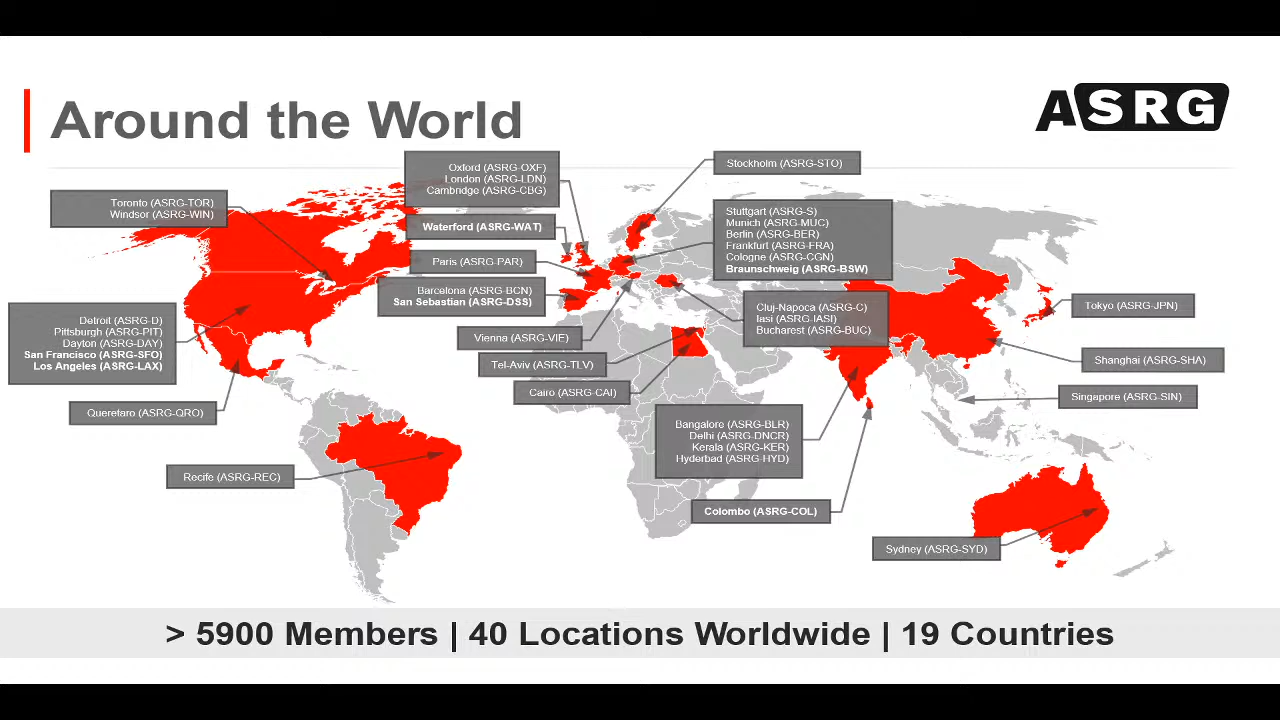 Around the World
ASRG
Oxford (ASRG-OXF)
London (ASRG-LDN)
Cambridge (ASRG-CBG)
Stockholm (ASRG-STO)
Toronto (ASRG-TOR)
Windsor (ASRG-WIN)
Waterford (ASRG-WAT)
Stuttgart (ASRG-S)
Munich (ASRG-MUC)
Berlin (ASRG-BER)
Frankfurt (ASRG-FRA)
Cologne (ASRG-CGN)
Braunschweig (ASRG-BSW)
Paris (ASRG-PAR)
Barcelona (ASRG-BCN)
San Sebastian (ASRG-DSS)
Cluj-Napoca (ASRG-C)
Iasi (ASRG-IASI)
Bucharest (ASRG-BUC)
Tokyo (ASRG-JPN)
Detroit (ASRG-D)
Pittsburgh (ASRG-PIT)
Dayton (ASRG-DAY)
San Francisco (ASRG-SFO)
Los Angeles (ASRG-LAX)
Vienna (ASRG-VIE)
Tel-Aviv (ASRG-TLV)
Shanghai (ASRG-SHA)
Cairo (ASRG-CAI)
Singapore (ASRG-SIN)
Queretaro (ASRG-QRO)
Bangalore (ASRG-BLR)
Delhi (ASRG-DNCR)
Kerala (ASRG-KER)
Hyderbad (ASRG-HYD)
Recife (ASRG-REC)
Colombo (ASRG-COL)
Sydney (ASRG-SYD)
> 5900 Members | 40 Locations Worldwide | 19 Countries